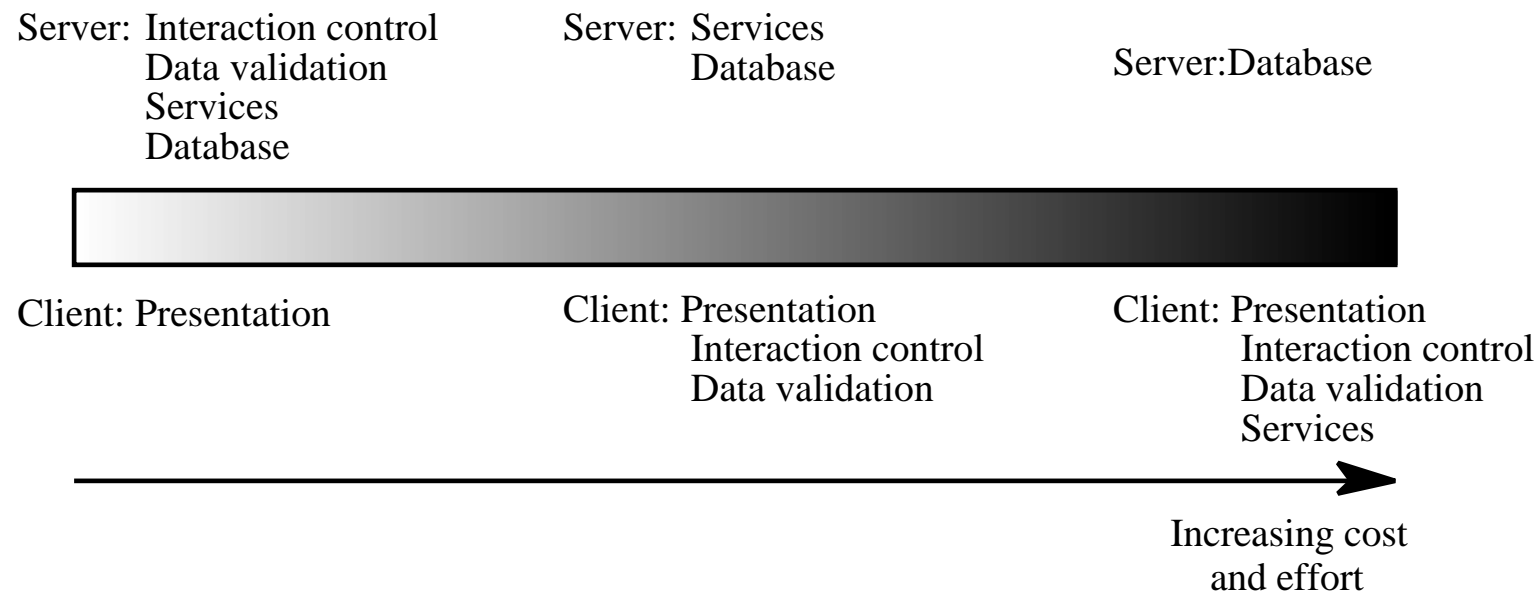 Server: Interaction control
Data validation
Services
Database
Server: Services
Database
Server:Database
Client: Presentation
Client: Presentation
Interaction control
Data validation
Client: Presentation
Interaction control
Data validation
Services
Increasing cost
and effort